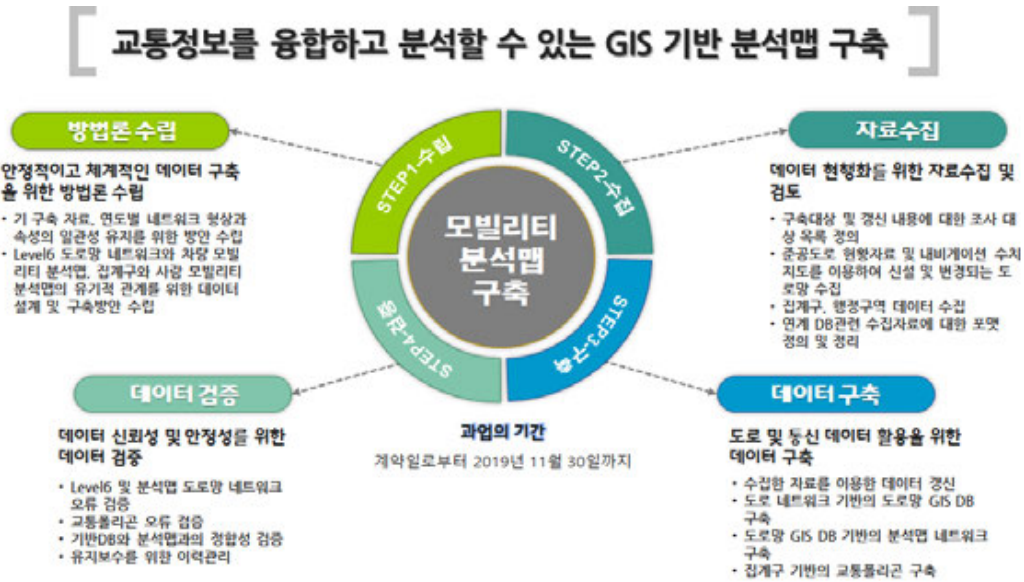 교통정보를 융합하고 분석할 수 있는 GIS 기반 분석맵 구축
방법론 수립
안정적이고 체계적인 데이터 구축
을 위한 방법론 수립
• 기 구축 자료, 연도별 네트워크 형상과
속성의 일관성 유지를 위한 방안 수립
• Level6 도로망 네트워크와 차량 모빌
리티 분석맵, 집계구와 사람 모빌리티
분석맵의 유기적 관계를 위한 데이터
설계 및 구축방안 수립
STEP1-수립
STEP2-수집
STEP3-구축
STEP4-검증
모빌리티
분석맵
구축
자료수집
데이터 현행화를 위한 자료수집 및
검토
• 구축대상 및 갱신 내용에 대한 조사 대
상 목록 정의
• 준공도로 현황자료 및 내비게이션 수치
지도를 이용하여 신설 및 변경되는 도
로망 수집
• 집계구, 행정구역 데이터 수집
• 연계 DB관련 수집자료에 대한 포맷
정의 및 정리
데이터 검증
데이터 신뢰성 및 안정성를 위한
데이터 검증
• Level6 및 분석맵 도로망 네트워크
오류 검증
• 교통폴리곤 오류 검증
• 기반DB와 분석맵과의 정합성 검증
• 유지보수를 위한 이력관리
과업의 기간
계약일로부터 2019년 11월 30일까지
데이터 구축
도로 및 통신 데이터 활용을 위한
데이터 구축
• 수집한 자료를 이용한 데이터 갱신
• 도로 네트워크 기반의 도로망 GIS DB
구축
• 도로망 GIS DB 기반의 분석맵 네트워크
구축
• 집계구 기반의 교통폴리곤 구축